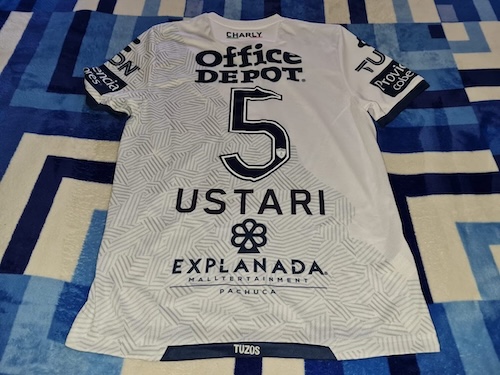 CHARLY
Office
DEPOT.
5
USTARI
EXPLANADA
MALLTERTAINMENT
PACHUCA
TUZOS